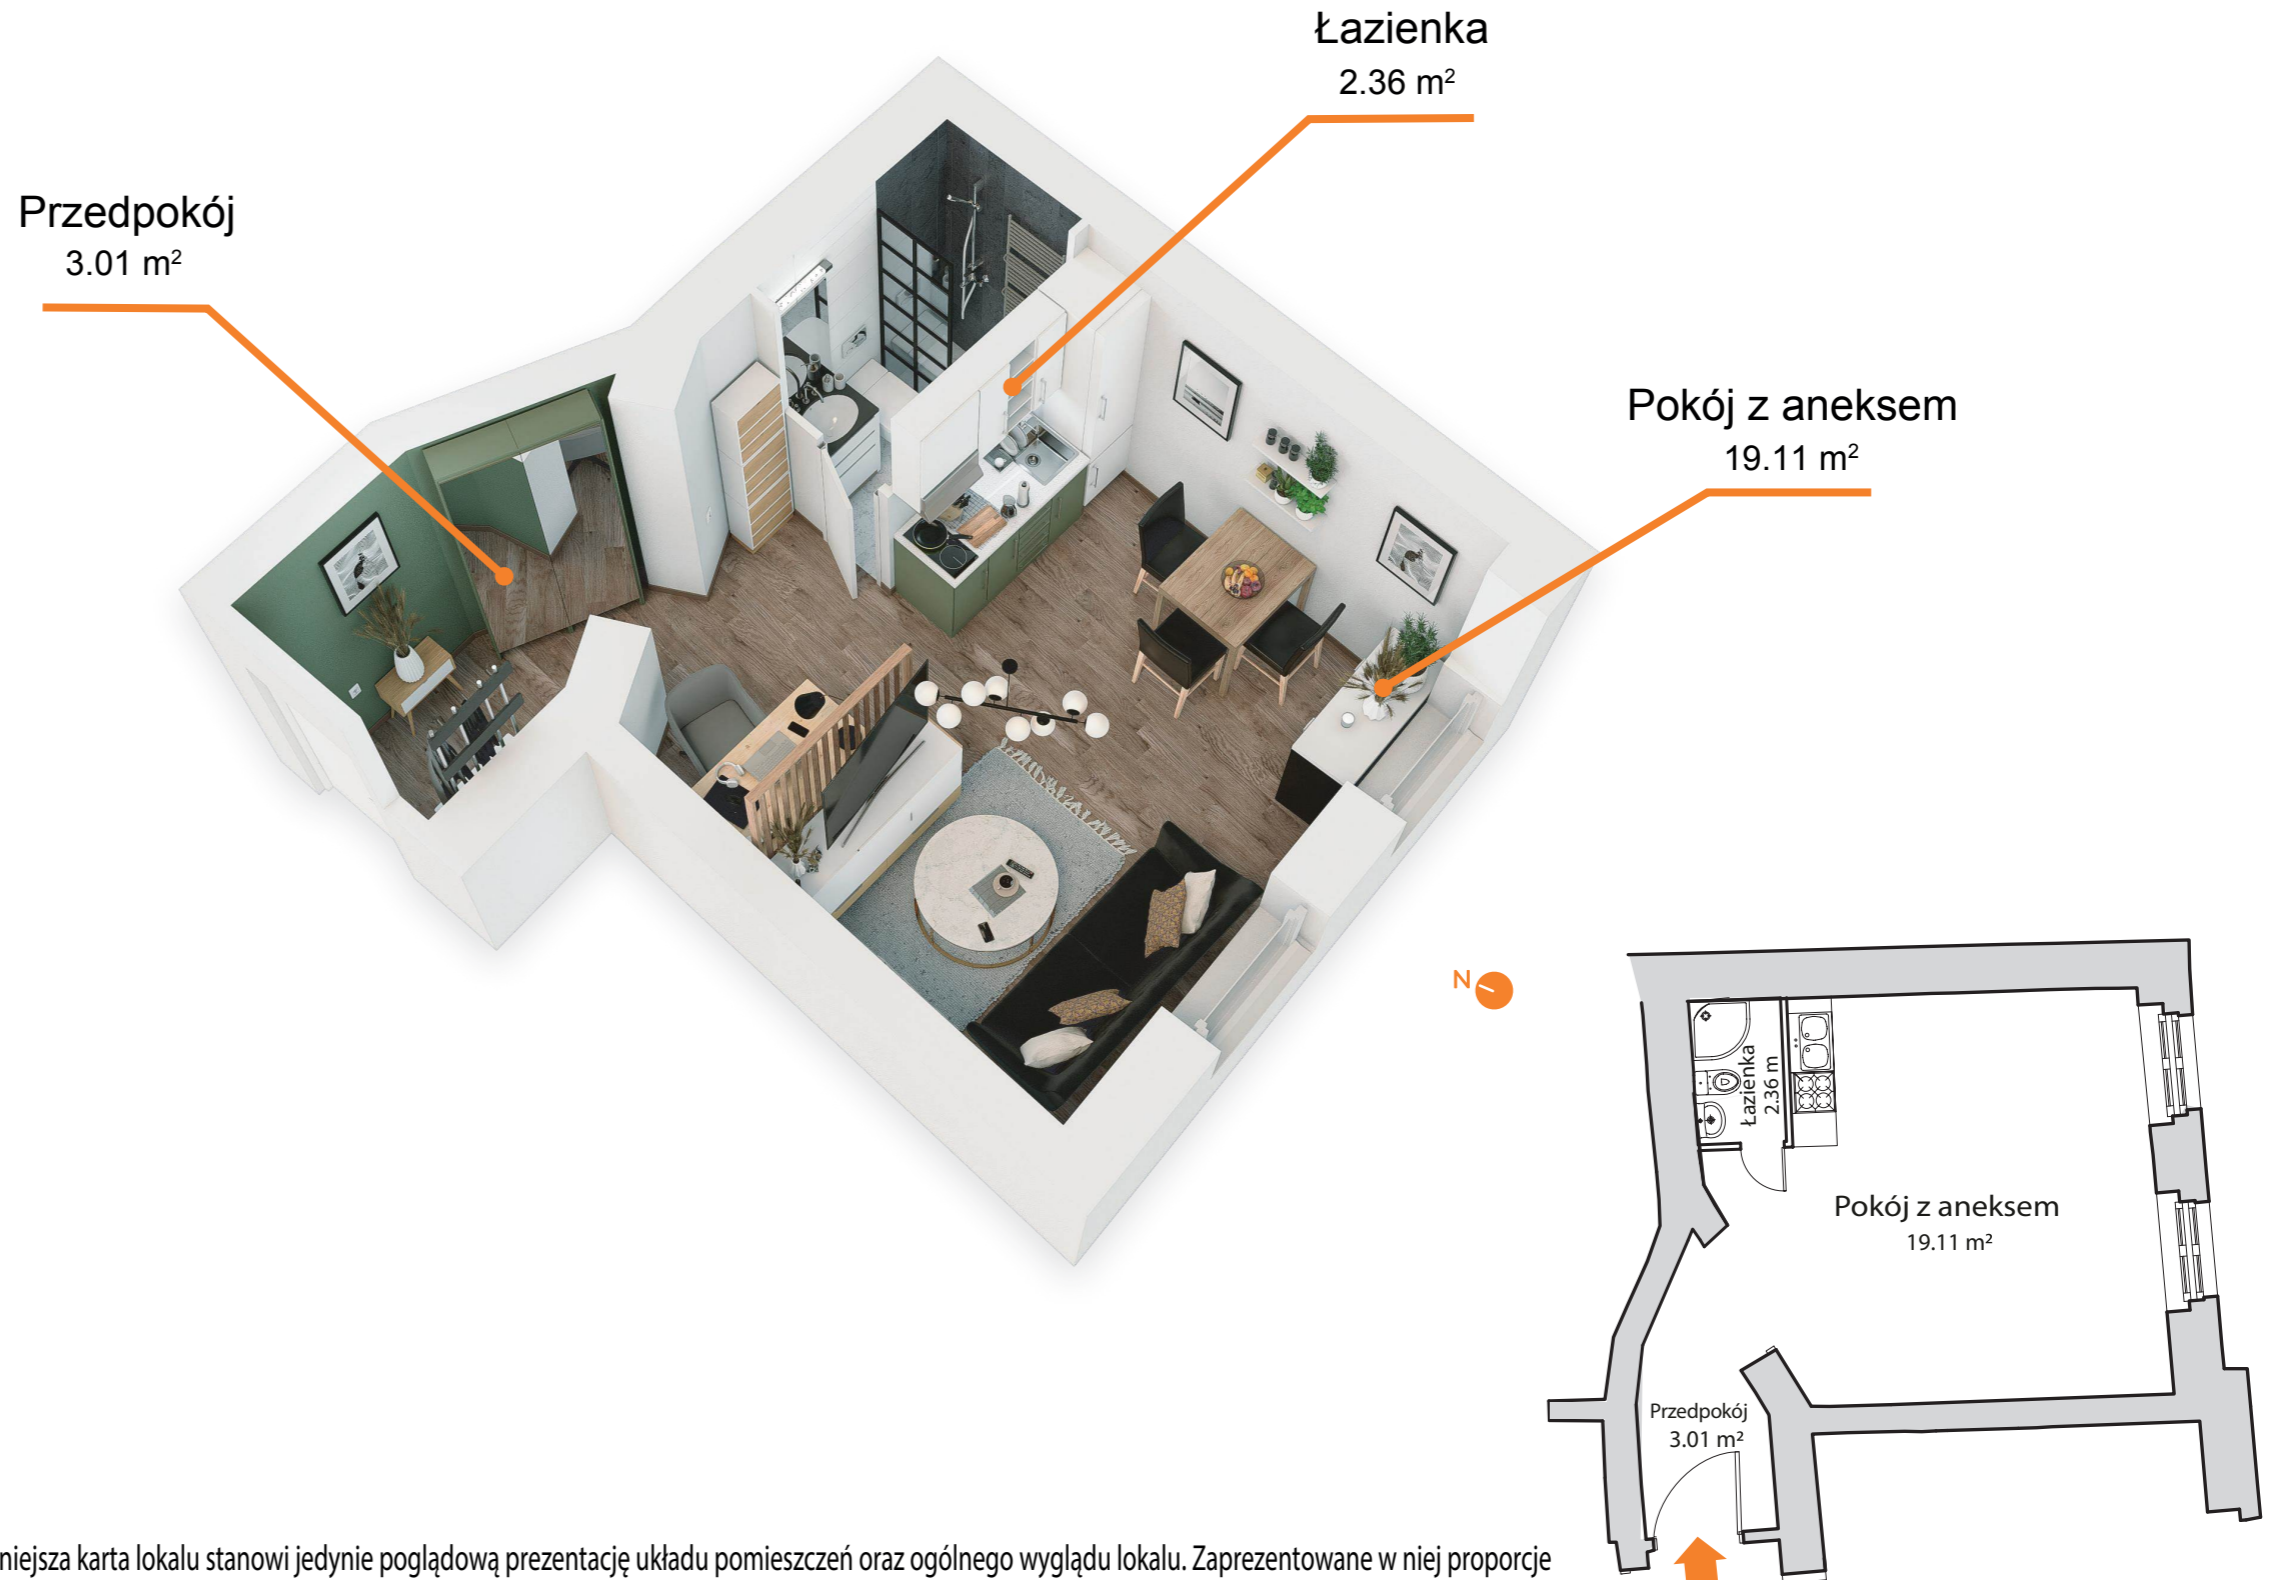 Łazienka
2.36 m²
Przedpokój
3.01 m²
Pokój z aneksem
19.11 m²
N
Łazienka
2.36 m
Pokój z aneksem
19.11 m²
Przedpokój
3.01 m²
niejsza karta lokalu stanowi jedynie poglądową prezentację układu pomieszczeń oraz ogólnego wyglądu lokalu. Zaprezentowane w niej proporcje